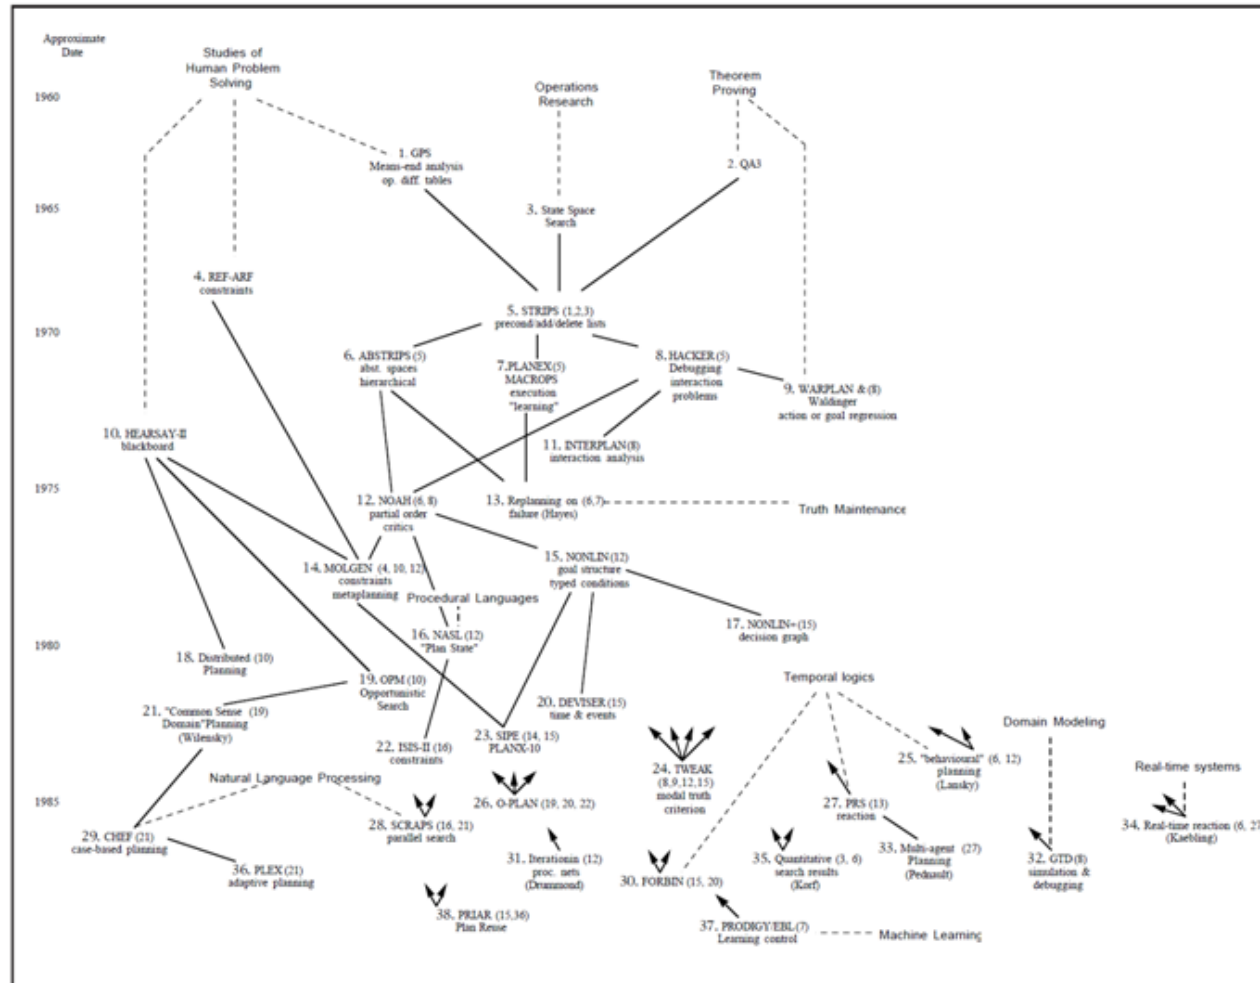 Approximate
Date
Studies of
Human Problem
Solving
Operations
Research
Theorem
Proving
1960
1. GPS
Means-end analysis
op. diff. tables
2. QA3
1965
3. State Space
Search
4. REF-ARF
constraints
5. STRIPS (1,2,3)
precond/add/delete lists
1970
6. ABSTRIPS (5)
abst. spaces
hierarchical
7.PLANEX(5)
MACROPS
execution
"learning"
8. HACKER (5)
Debugging
interaction
problems
9. WARPLAN & (8)
Waldinger
action or goal regression
10. HEARSAY-II
blackboard
11. INTERPLAN(8)
interaction analysis
1975
12. NOAH (6, 8)
partial order
critics
13. Replanning on (6,7)
failure (Hayes)
Truth Maintenance
14. MOLGEN (4, 10, 12)
constraints
metaplanning
15. NONLIN (12)
goal structure
typed conditions
Procedural Languages
16. NASL (12)
"Plan State"
17. NONLIN+ (15)
decision graph
1980
18. Distributed (10)
Planning
19. OPM (10)
Opportunistic
Search
Temporal logics
20. DEVISER (15)
time & events
21. "Common Sense (19)
Domain"Planning
(Wilensky)
22. ISIS-II (16)
constraints
23. SIPE (14, 15)
PLANX-10
Domain Modeling
24. TWEAK
(8,9,12,15)
modal truth
criterion
25. "behavioural" (6, 12)
planning
(Lansky)
Real-time systems
Natural Language Processing
1985
26. O-PLAN (19, 20, 22)
27. PRS (13)
reaction
28. SCRAPS (16, 21)
parallel search
29. CHEF (21)
case-based planning
34. Real-time reaction (6, 27
(Kaebling)
36. PLEX (21)
adaptive planning
31. Iterationin (12)
proc. nets
(Drummond)
30. FORBIN (15, 20)
35. Quantitative (3, 6)
search results
(Korf)
33. Multi-agent
Planning (27)
(Pednault)
32. GTD (8)
simulation &
debugging
38. PRIAR (15,36)
Plan Reuse
37. PRODIGY/EBL (7)
Learning control
Machine Learning